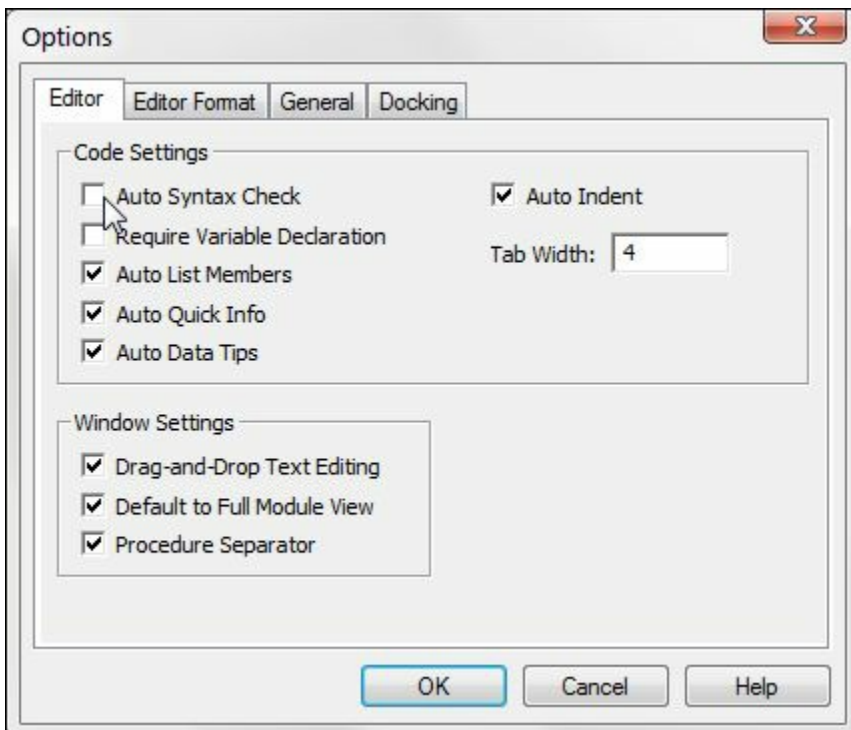 Options
Editor Editor Format General Docking
Code Settings
Auto Syntax Check Auto Indent
Require Variable Declaration
Tab Width: 4
Auto List Members
Auto Quick Info
Auto Data Tips
Window Settings
Drag-and-Drop Text Editing
Default to Full Module View
Procedure Separator
OK Cancel Help